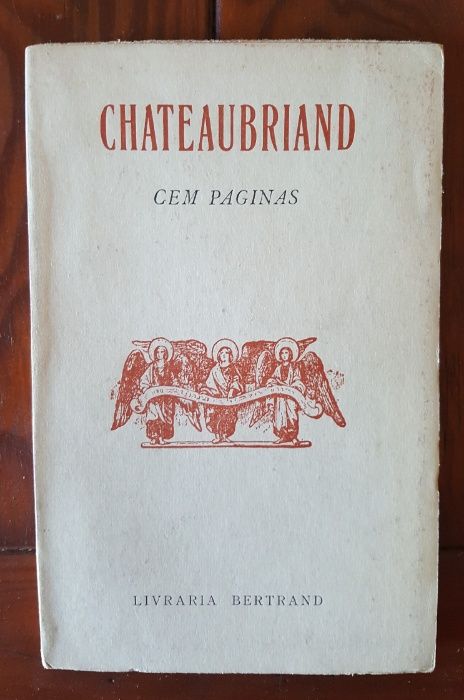 CHATEAUBRIAND
CEM PAGINAS
LIVRARIA BERTRAND